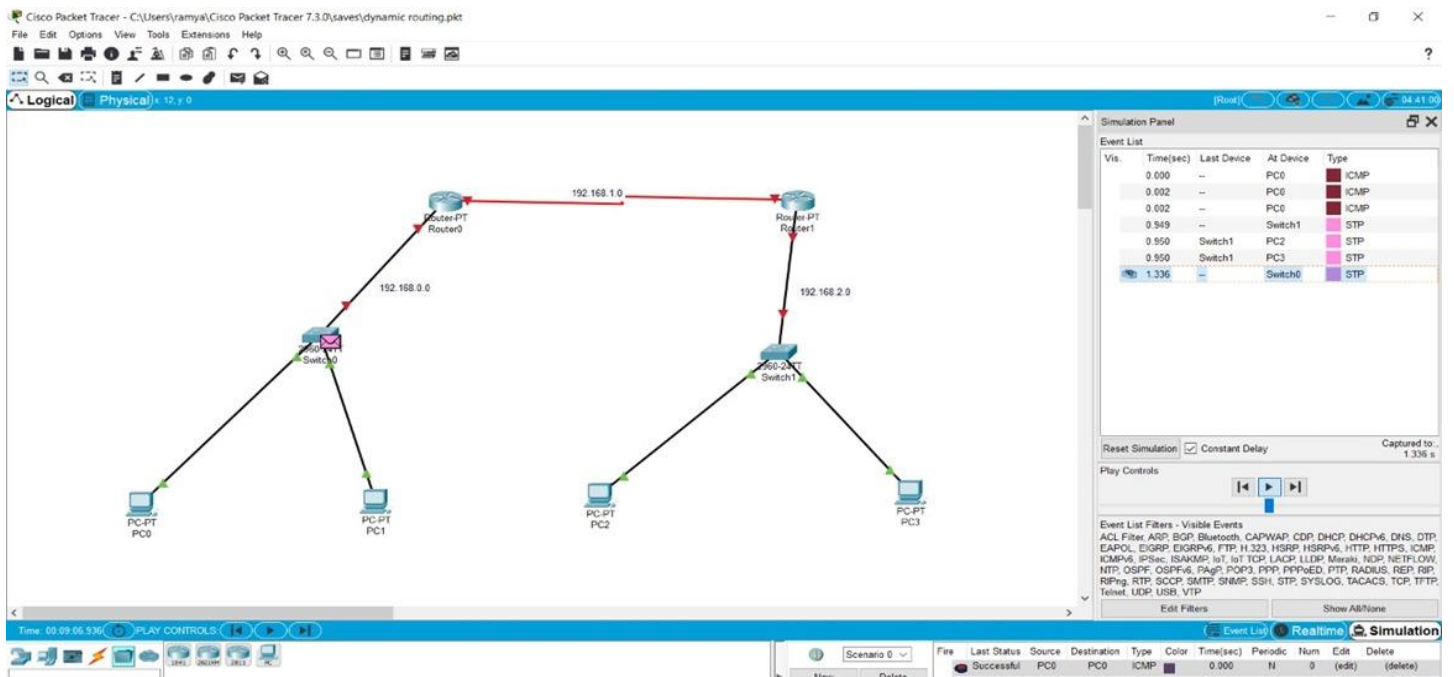 Cisco Packet Tracer - C:\Users\ramya\Cisco Packet Tracer 7.3.0\saves\dynamic routing.pkt
File Edit Options View Tools Extensions Help
?
Logical Physical x: 12, y: 0 [Root] 04:41:00
Simulation Panel
Event List
Vis. Time(sec) Last Device At Device Type
0.000 -- PC0 ICMP
0.002 -- PC0 ICMP
0.002 -- PC0 ICMP
0.949 -- Switch1 STP
0.950 Switch1 PC2 STP
0.950 Switch1 PC3 STP
1.336 -- Switch0 STP
192.168.1.0
Router-PT
Router0
Router-PT
Router1
192.168.0.0
192.168.2.0
2960-24TT
Switch0
2960-24TT
Switch1
PC-PT
PC0
PC-PT
PC1
PC-PT
PC2
PC-PT
PC3
Reset Simulation Constant Delay Captured to:
1.336 s
Play Controls
Event List Filters - Visible Events
ACL Filter, ARP, BGP, Bluetooth, CAPWAP, CDP, DHCP, DHCPv6, DNS, DTP,
EAPOL, EIGRP, EIGRPv6, FTP, H.323, HSRP, HSRPv6, HTTP, HTTPS, ICMP,
ICMPv6, IPSec, ISAKMP, IoT, IoT TCP, LACP, LLDP, Meraki, NDP, NETFLOW,
NTP, OSPF, OSPFv6, PAgP, POP3, PPP, PPPoED, PTP, RADIUS, REP, RIP,
RIPng, RTP, SCCP, SMTP, SNMP, SSH, STP, SYSLOG, TACACS, TCP, TFTP,
Telnet, UDP, USB, VTP
Edit Filters Show All/None
Time: 00:09:06.936 PLAY CONTROLS: Event List Realtime Simulation
Scenario 0
New Delete
Fire Last Status Source Destination Type Color Time(sec) Periodic Num Edit Delete
Successful PC0 PC0 ICMP 0.000 N 0 (edit) (delete)